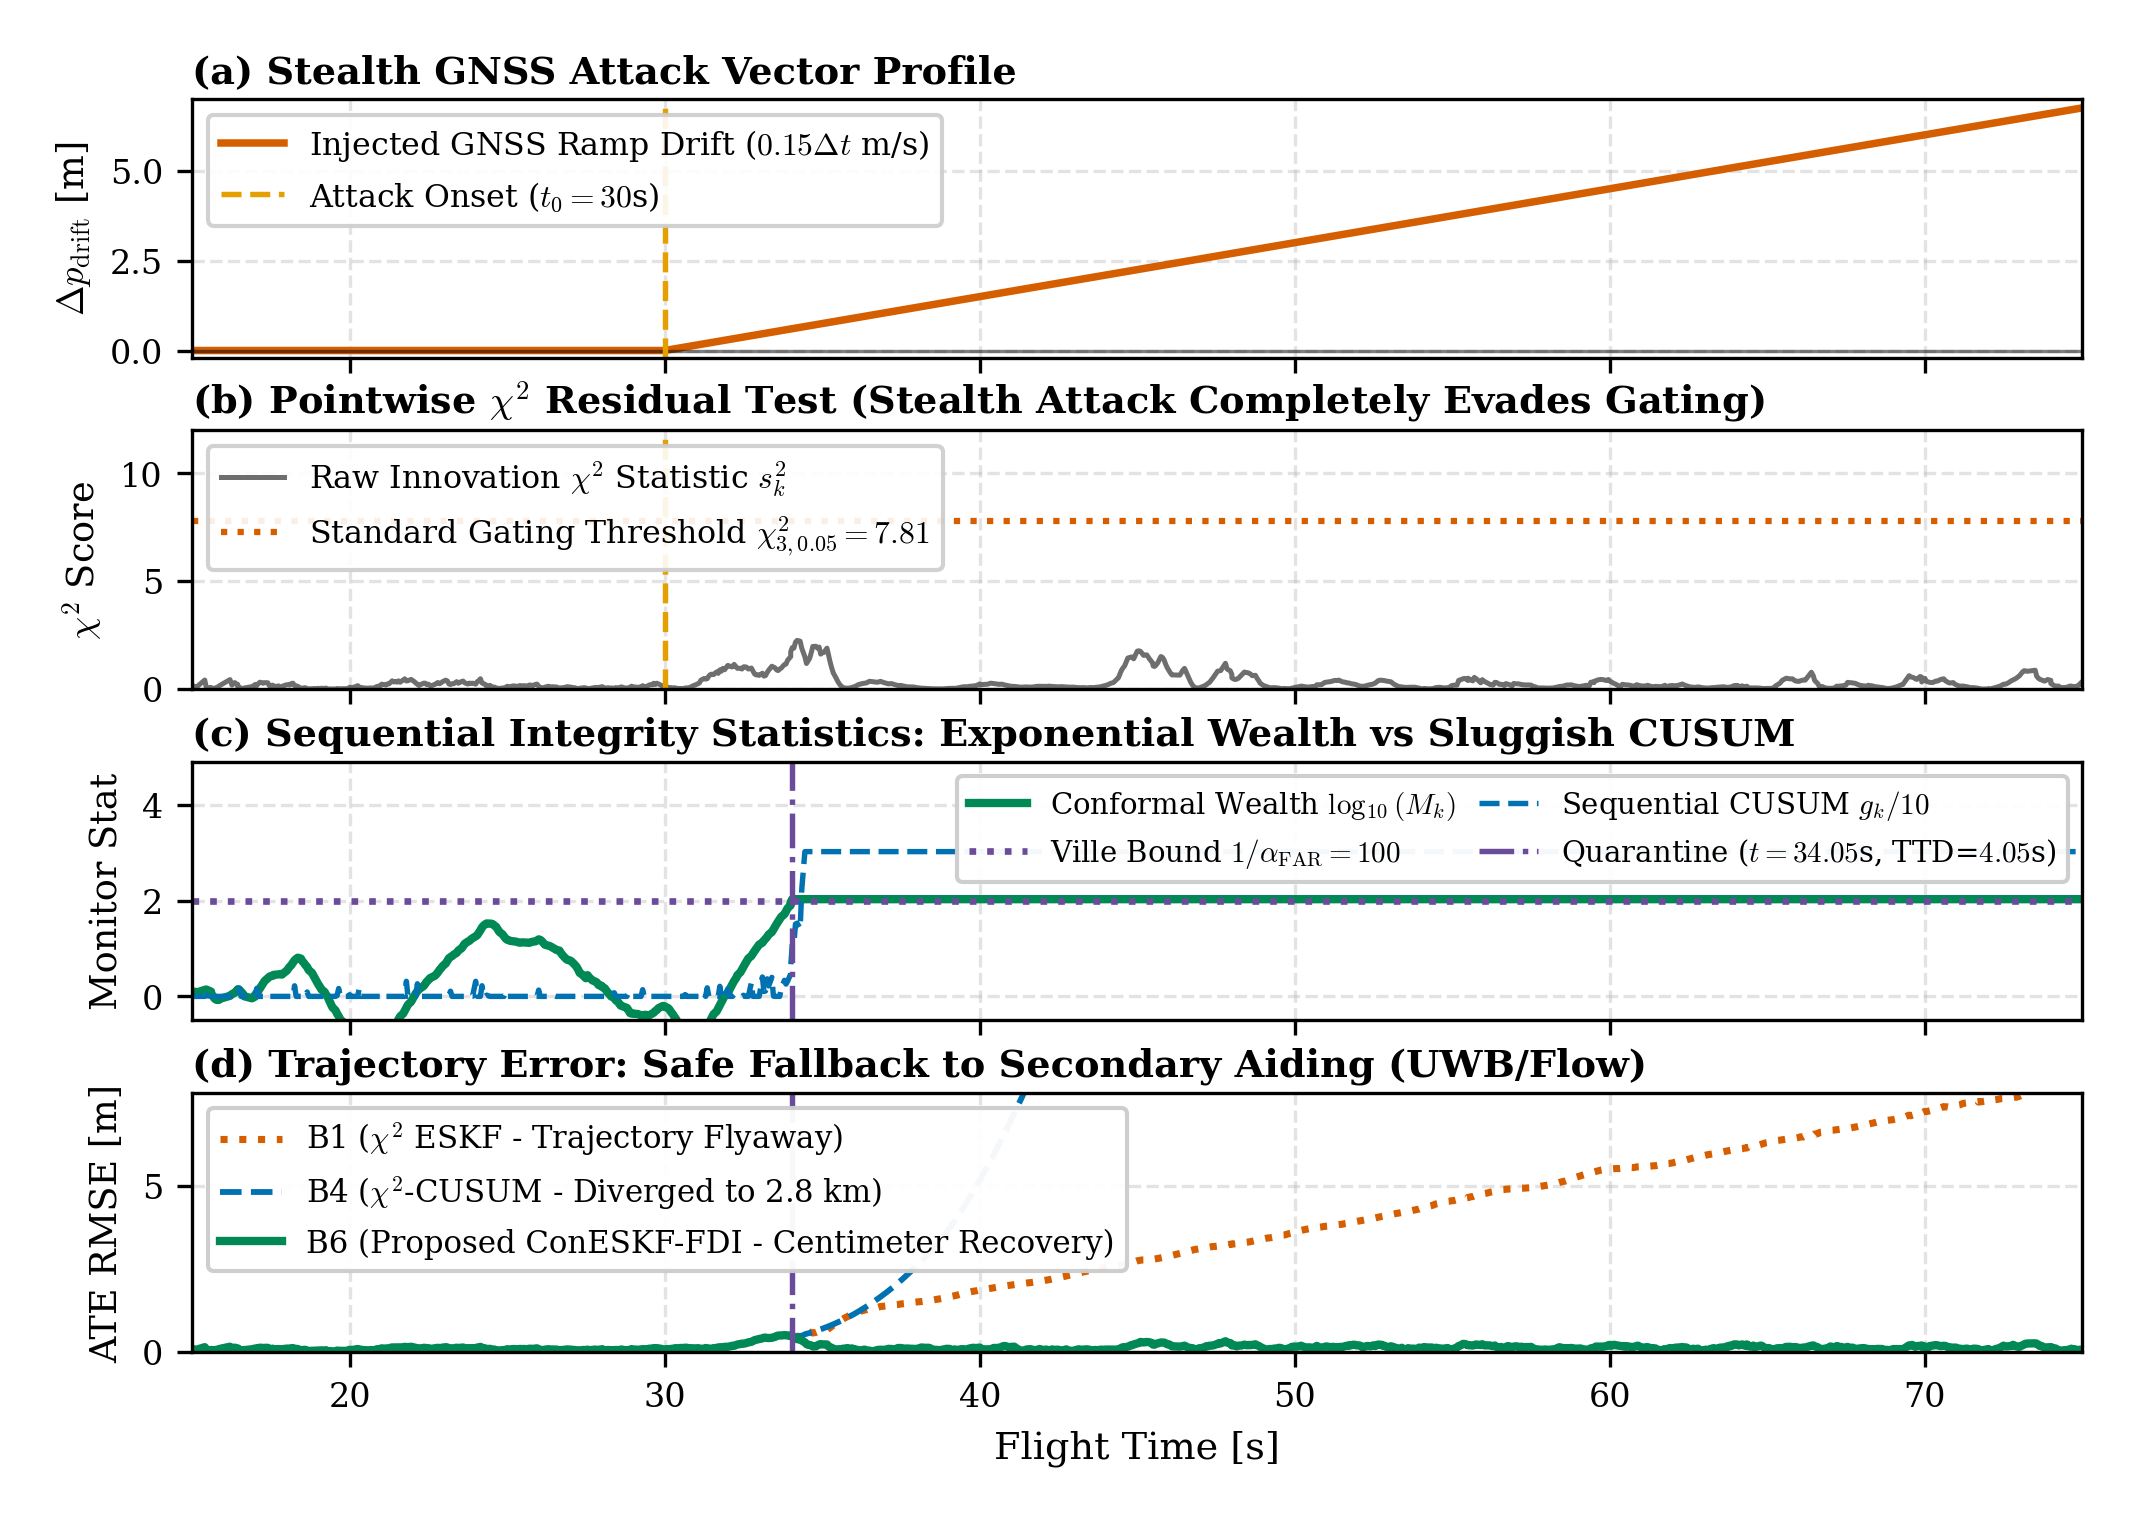 (a) Stealth GNSS Attack Vector Profile
Δp_drift [m]
5.0
2.5
0.0
Injected GNSS Ramp Drift (0.15Δt m/s)
Attack Onset (t₀ = 30s)
(b) Pointwise χ² Residual Test (Stealth Attack Completely Evades Gating)
χ² Score
10
5
0
Raw Innovation χ² Statistic s²ₖ
Standard Gating Threshold χ²₃,₀.₀₅ = 7.81
(c) Sequential Integrity Statistics: Exponential Wealth vs Sluggish CUSUM
Monitor Stat
4
2
0
Conformal Wealth log₁₀ (Mₖ)
Ville Bound 1/α_FAR = 100
Sequential CUSUM gₖ/10
Quarantine (t = 34.05s, TTD=4.05s)
(d) Trajectory Error: Safe Fallback to Secondary Aiding (UWB/Flow)
ATE RMSE [m]
5
0
B1 (χ² ESKF - Trajectory Flyaway)
B4 (χ²-CUSUM - Diverged to 2.8 km)
B6 (Proposed ConESKF-FDI - Centimeter Recovery)
20 30 40 50 60 70
Flight Time [s]